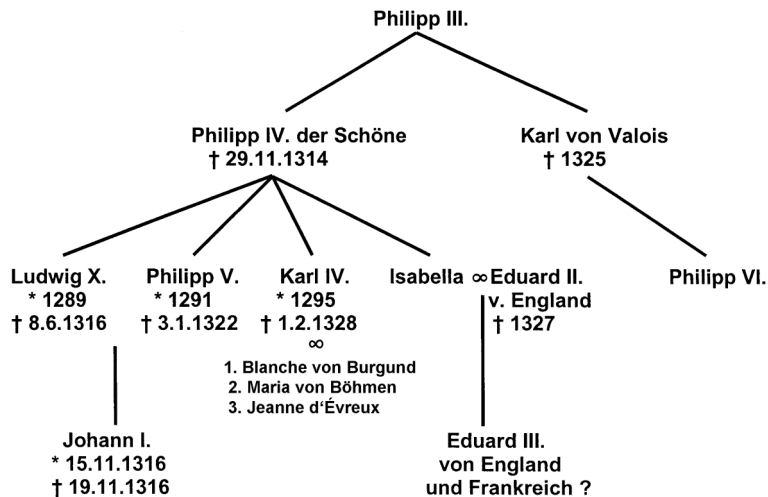 Philipp III.
Philipp IV. der Schöne
† 29.11.1314
Karl von Valois
† 1325
Ludwig X.
* 1289
† 8.6.1316
Philipp V.
* 1291
† 3.1.1322
Karl IV.
* 1295
† 1.2.1328
∞
1. Blanche von Burgund
2. Maria von Böhmen
3. Jeanne d‘Évreux
Isabella ∞ Eduard II.
v. England
† 1327
Philipp VI.
Johann I.
* 15.11.1316
† 19.11.1316
Eduard III.
von England
und Frankreich ?